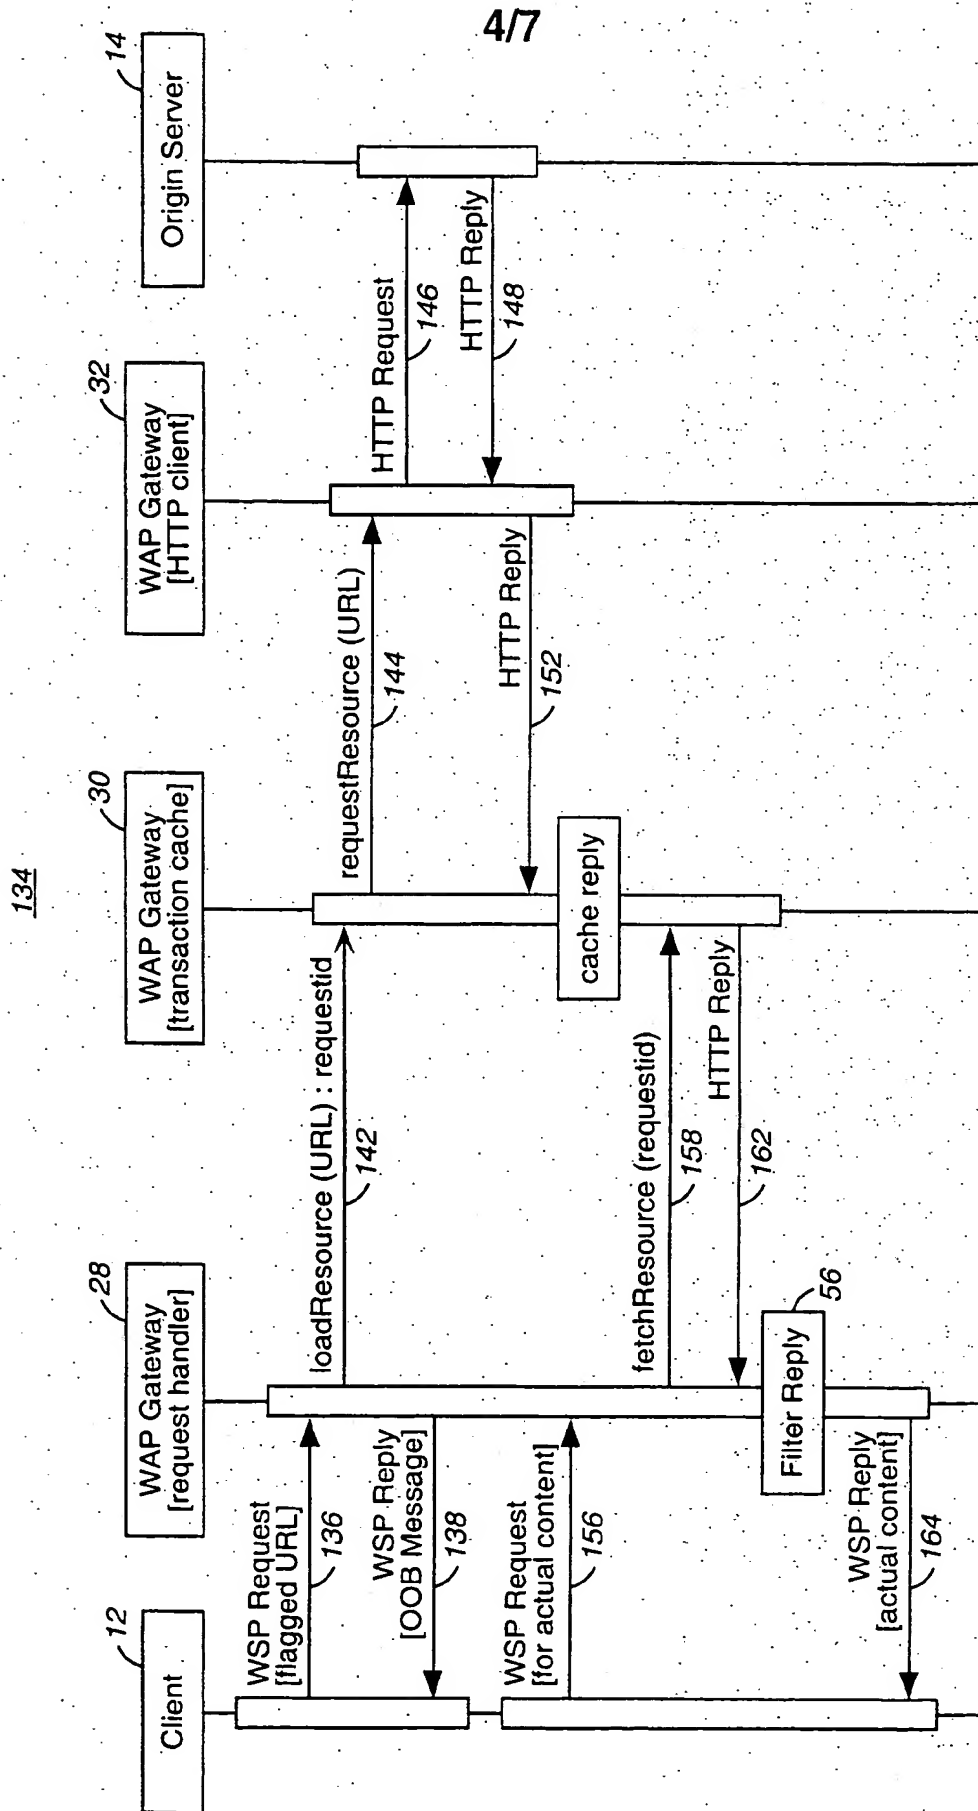 4/7
134
12
Client
28
WAP Gateway
[request handler]
30
WAP Gateway
[transaction cache]
32
WAP Gateway
[HTTP client]
14
Origin Server
WSP Request
[flagged URL]
136
loadResource (URL) : requestid
142
requestResource (URL)
144
HTTP Request
146
WSP Reply
[OOB Message]
138
HTTP Reply
148
HTTP Reply
152
WSP Request
[for actual content]
156
cache reply
fetchResource (requestid)
158
HTTP Reply
162
Filter Reply
56
WSP Reply
[actual content]
164